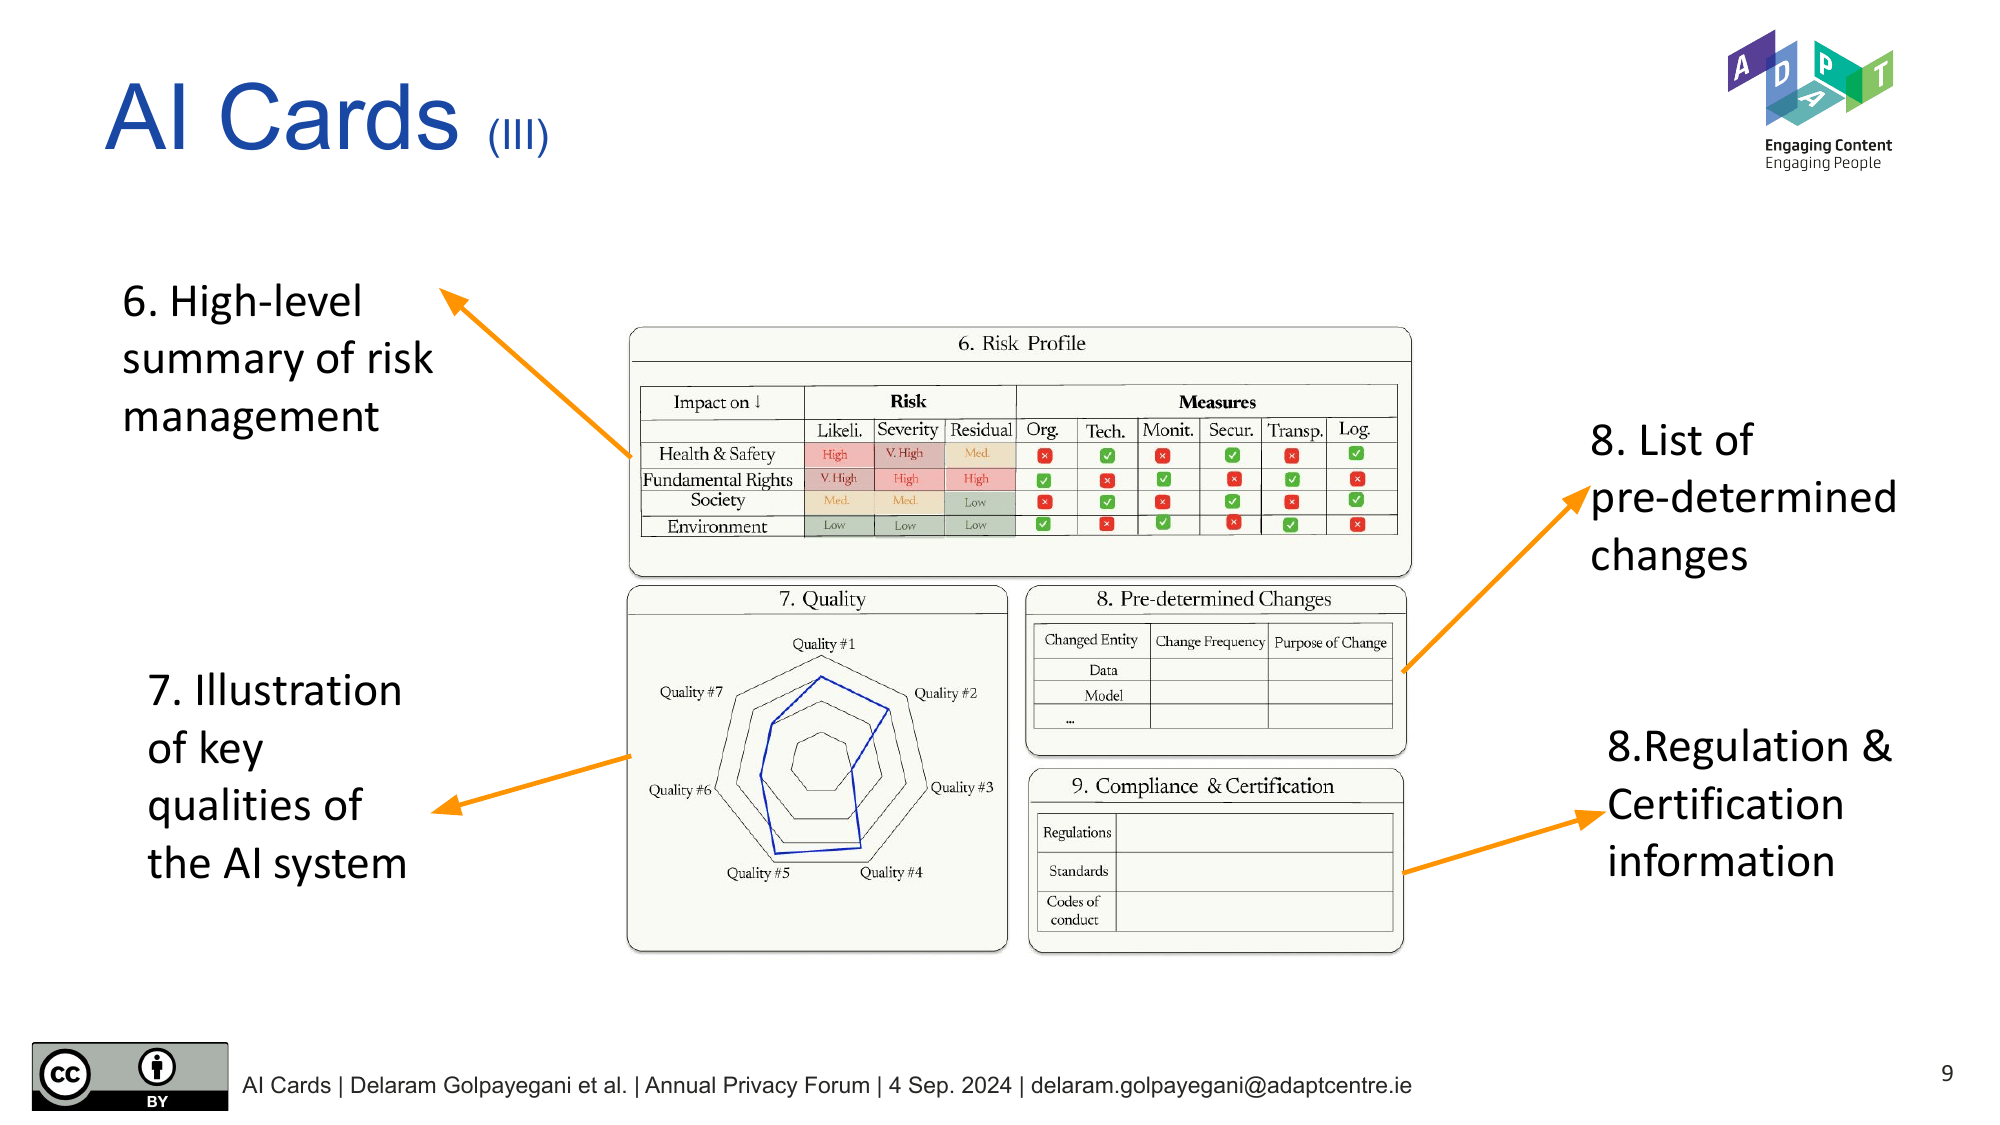 AI Cards (III)
A D A P T
Engaging Content
Engaging People
6. High-level
summary of risk
management
7. Illustration
of key
qualities of
the AI system
6. Risk Profile
Impact on ↓ Risk Measures
Likeli. Severity Residual Org. Tech. Monit. Secur. Transp. Log.
Health & Safety High V. High Med.
Fundamental Rights V. High High High
Society Med. Med. Low
Environment Low Low Low
7. Quality
Quality #1
Quality #7 Quality #2
Quality #6 Quality #3
Quality #5 Quality #4
8. Pre-determined Changes
Changed Entity Change Frequency Purpose of Change
Data
Model
...
9. Compliance & Certification
Regulations
Standards
Codes of
conduct
8. List of
pre-determined
changes
8.Regulation &
Certification
information
cc
BY
AI Cards | Delaram Golpayegani et al. | Annual Privacy Forum | 4 Sep. 2024 | delaram.golpayegani@adaptcentre.ie
9